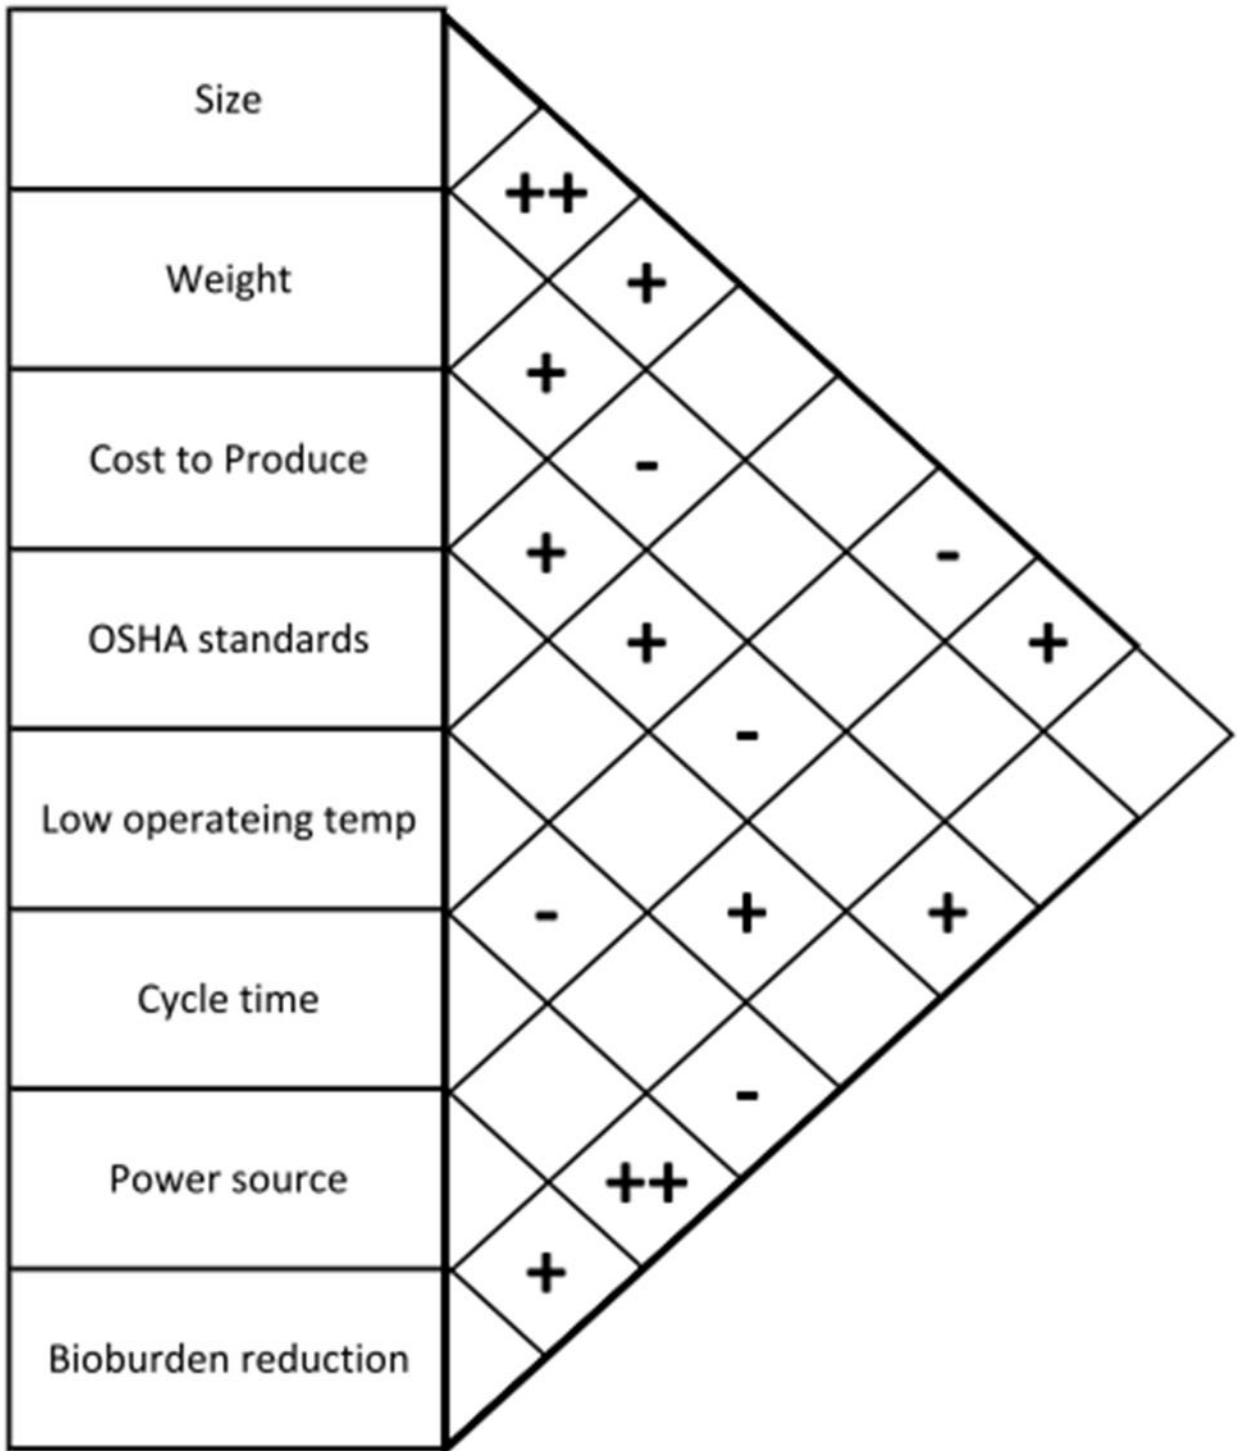 Size
++
Weight
+
+
Cost to Produce
-
+
-
OSHA standards
+
+
-
Low operateing temp
-
+
+
Cycle time
-
Power source
++
+
Bioburden reduction